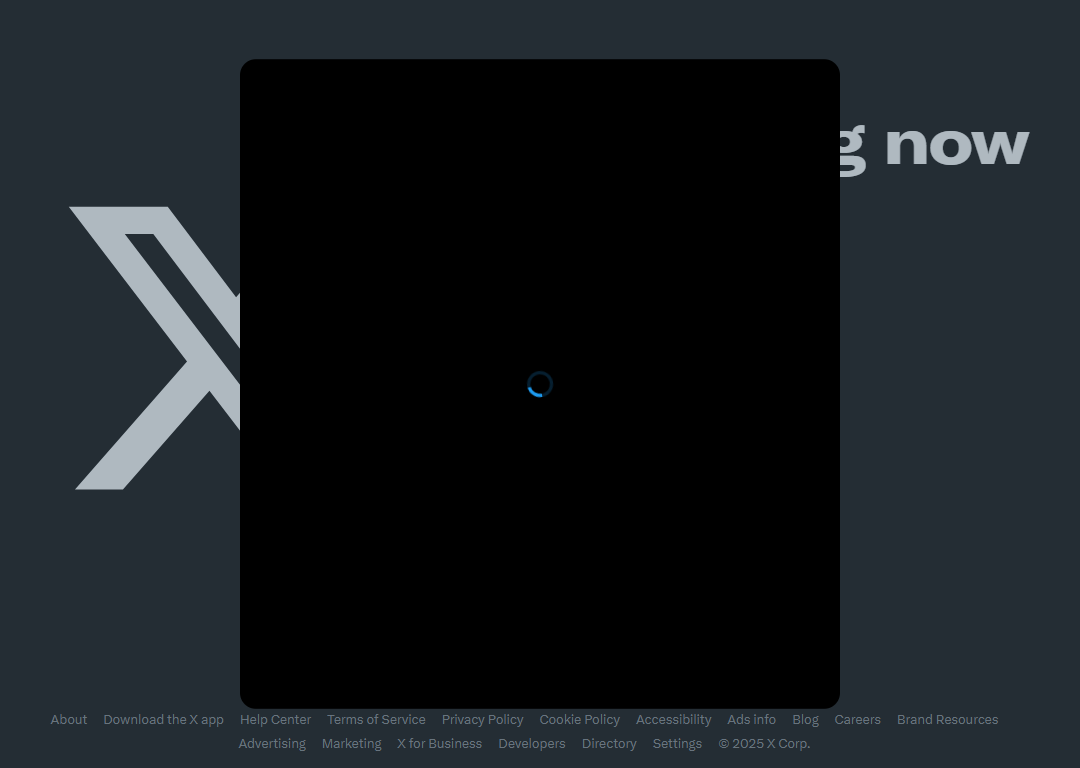 now
About Download the X app Help Center Terms of Service Privacy Policy Cookie Policy Accessibility Ads info Blog Careers Brand Resources
Advertising Marketing X for Business Developers Directory Settings © 2025 X Corp.